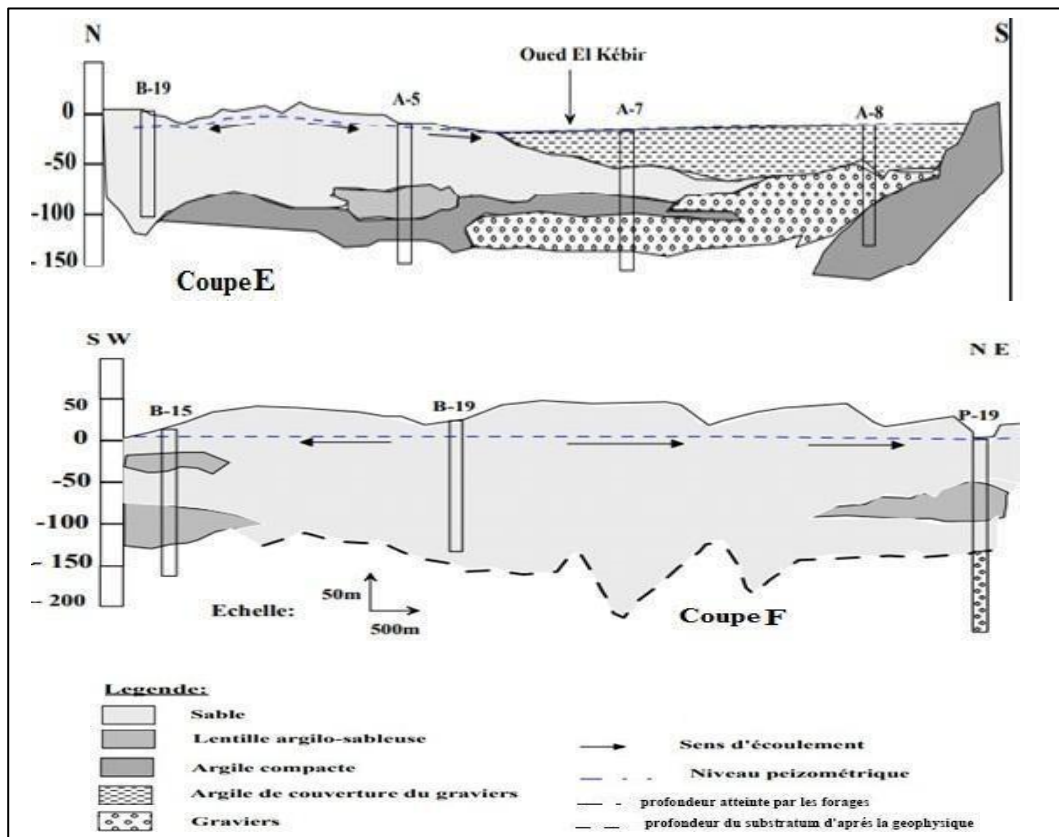 N
S
Oued El Kébir
B-19
A-5
A-7
A-8
0
-50
-100
- 150
Coupe E
S W
N E
50
0
-50
-100
- 150
- 200
B-15
B-19
P-19
Echelle:
50m
500m
Coupe F
Legende:
Sable
Lentille argilo-sableuse
Argile compacte
Argile de couverture du graviers
Graviers
Sens d'écoulement
Niveau peizométrique
profondeur atteinte par les forages
profondeur du substratum d'aprés la geophysique